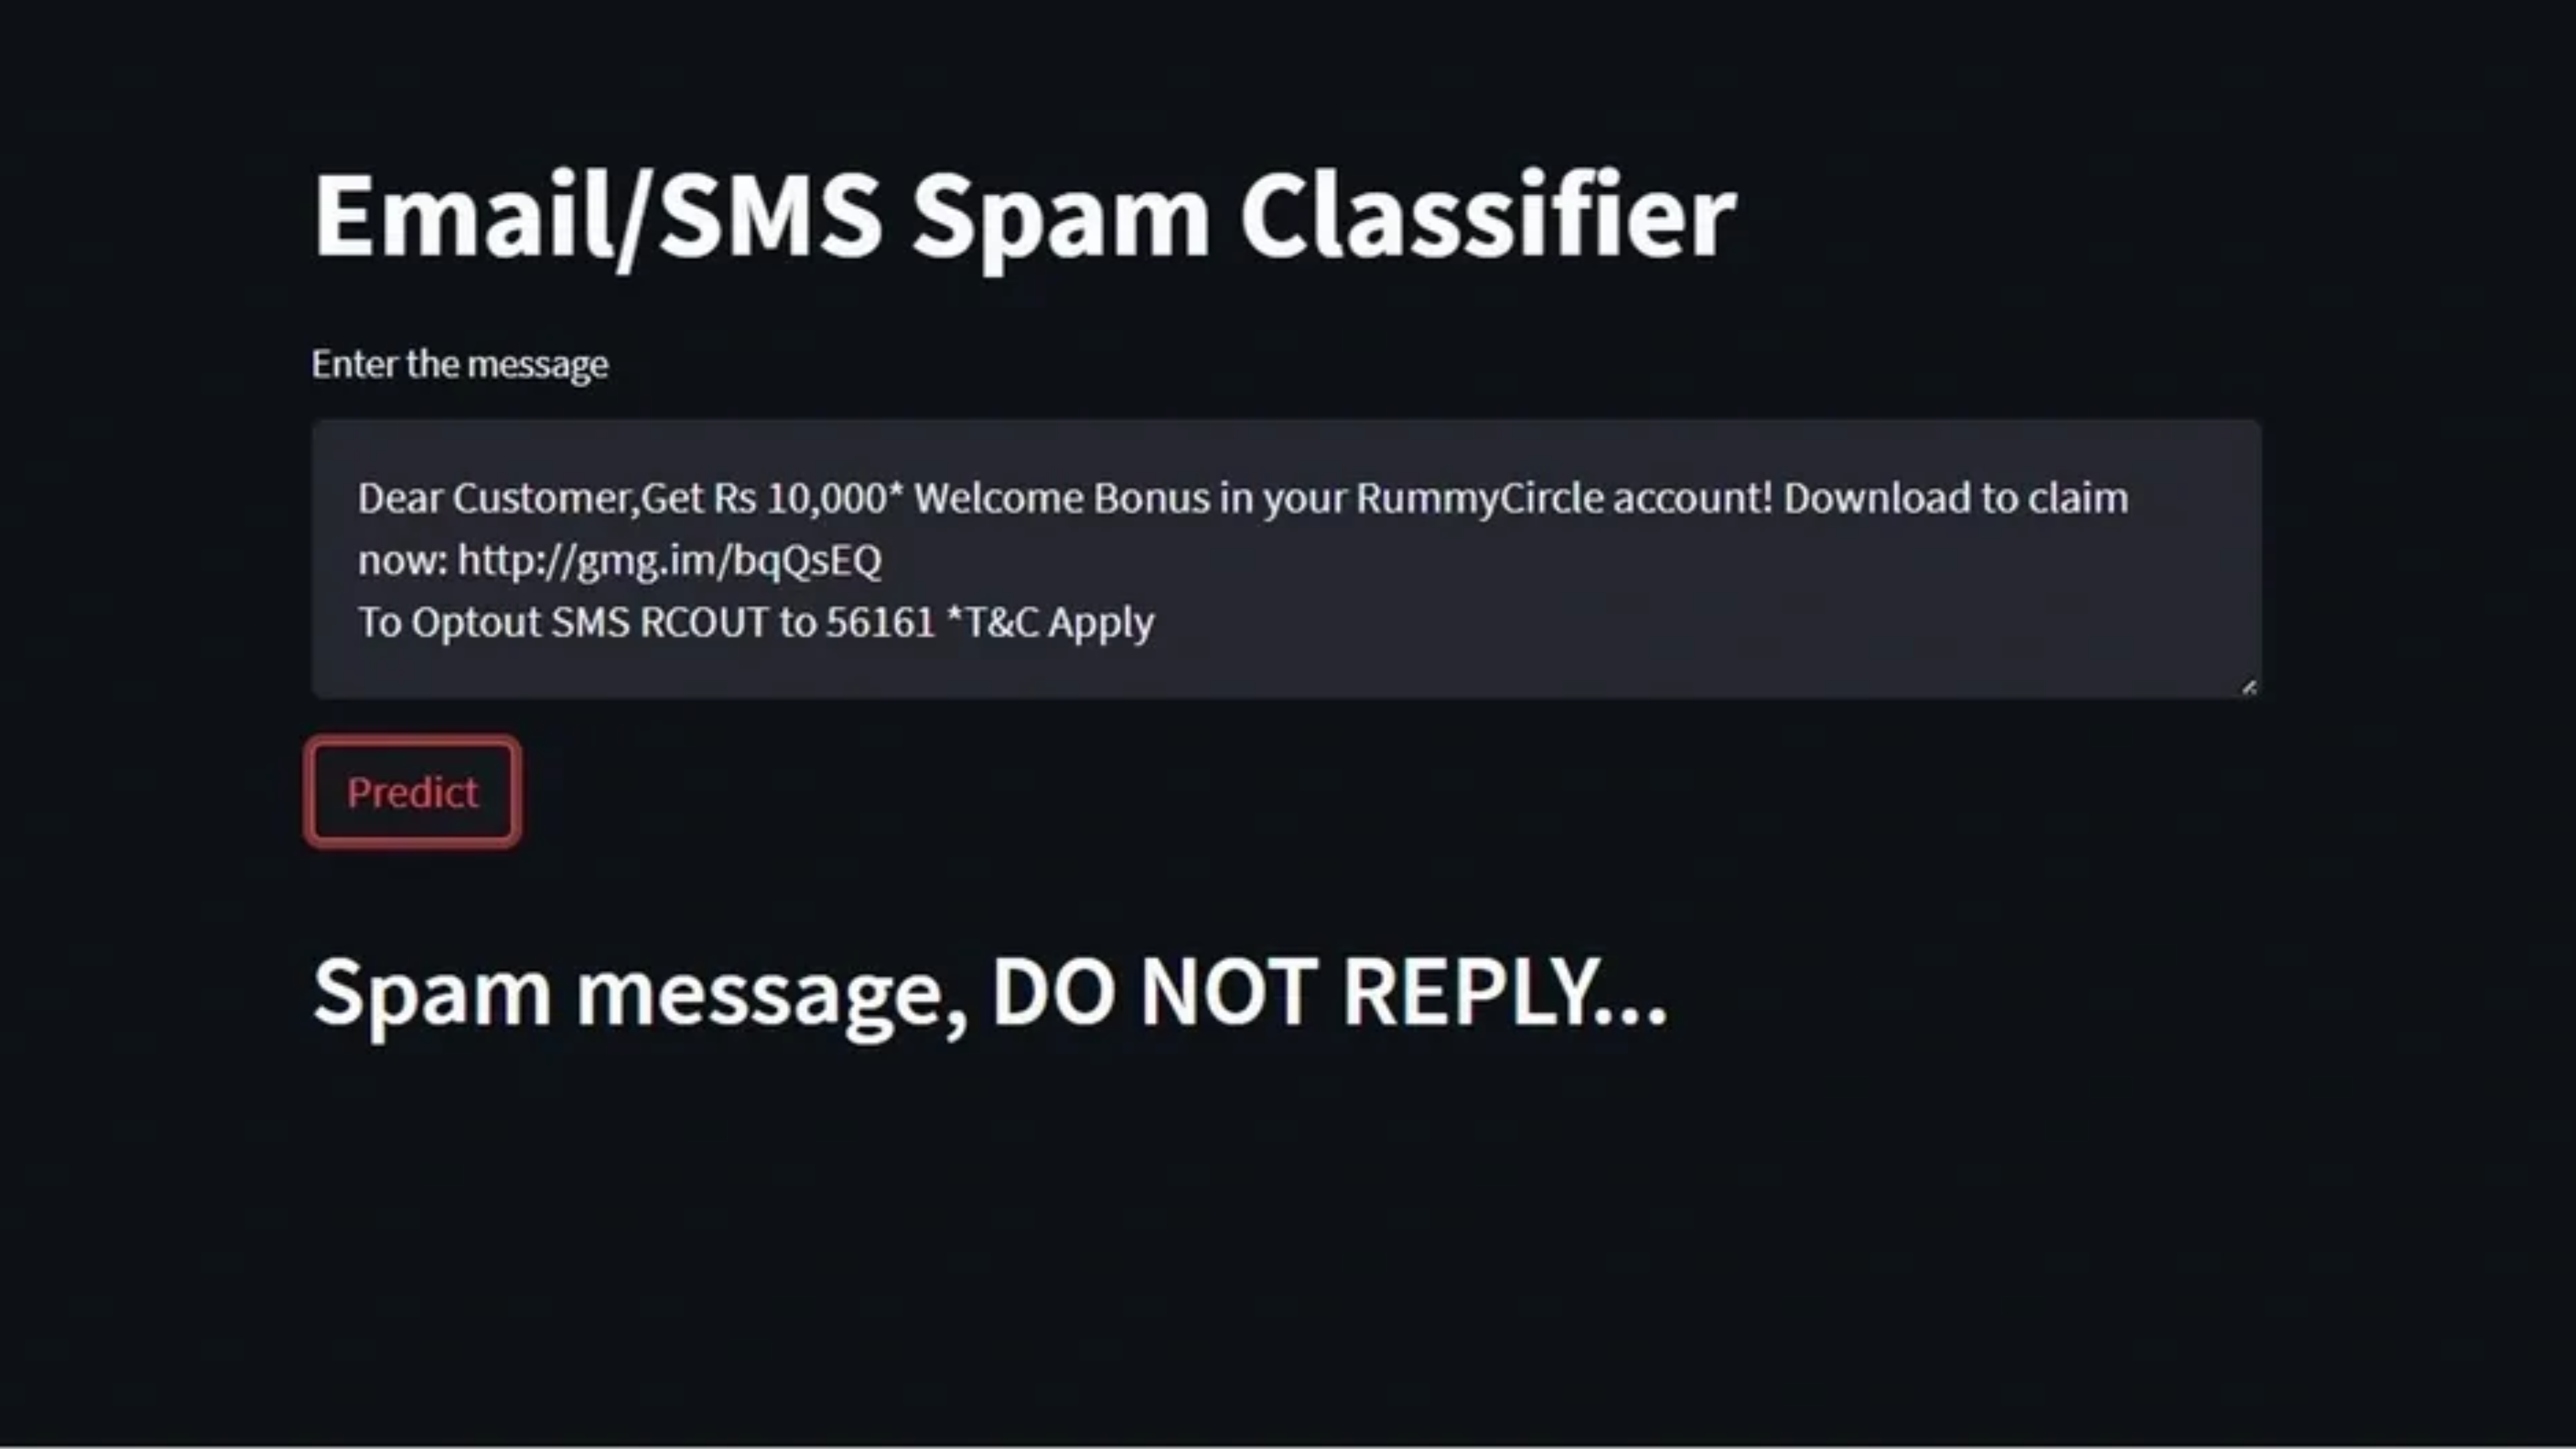 Email/SMS Spam Classifier
Enter the message
Dear Customer,Get Rs 10,000* Welcome Bonus in your RummyCircle account! Download to claim
now: http://gmg.im/bqQsEQ
To Optout SMS RCOUT to 56161 *T&C Apply
Predict
Spam message, DO NOT REPLY...